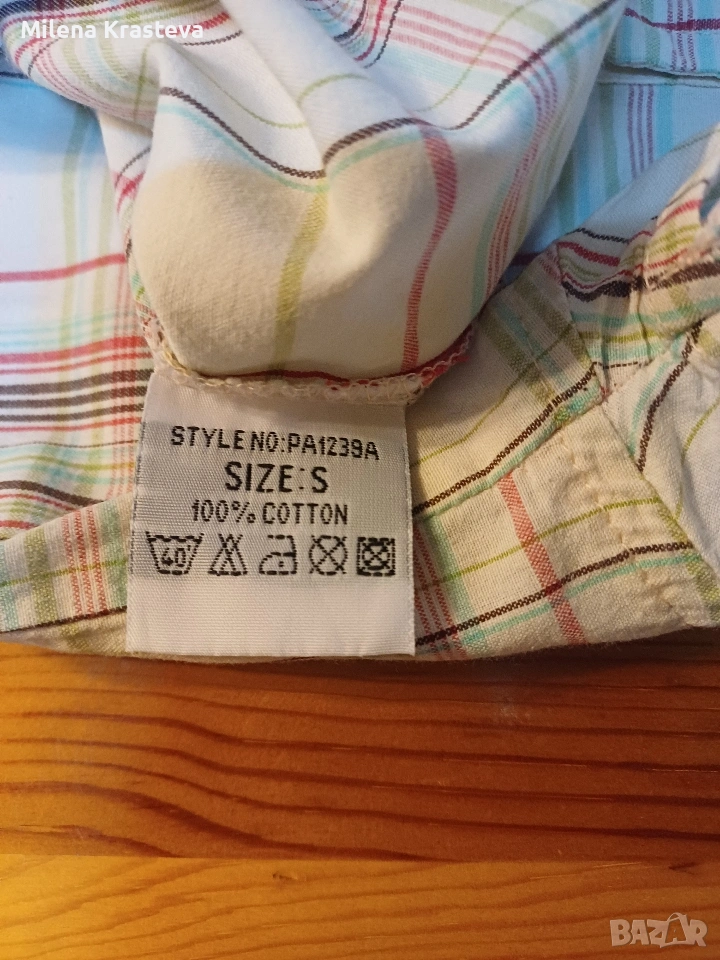 Milena Krasteva
STYLE NO:PA1239A
SIZE:S
100% COTTON
40
BAZAR